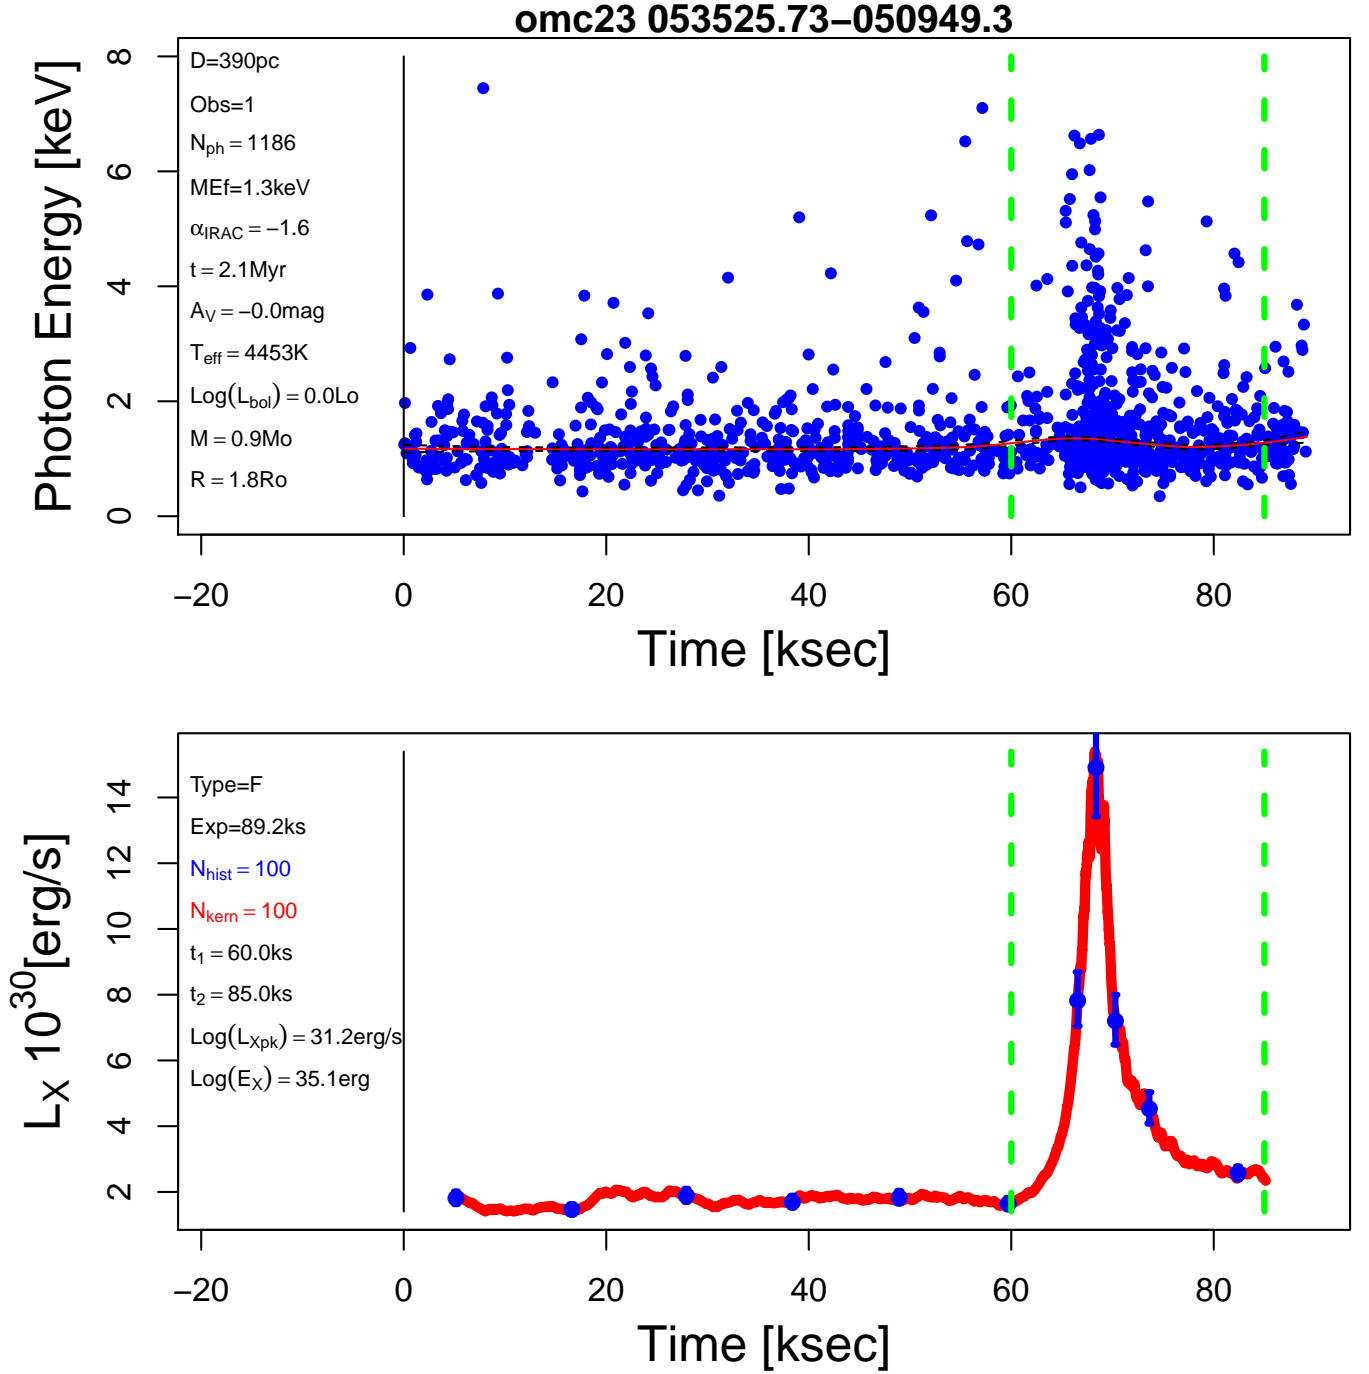 omc23 053525.73−050949.3
Photon Energy [keV]
8
6
4
2
0
D=390pc
Obs=1
Nph = 1186
MEf=1.3keV
αIRAC = −1.6
t = 2.1Myr
AV = −0.0mag
Teff = 4453K
Log(Lbol) = 0.0Lo
M = 0.9Mo
R = 1.8Ro
−20 0 20 40 60 80
Time [ksec]
LX 10^30[erg/s]
14
12
10
8
6
4
2
Type=F
Exp=89.2ks
Nhist = 100
Nkern = 100
t1 = 60.0ks
t2 = 85.0ks
Log(LXpk) = 31.2erg/s
Log(EX) = 35.1erg
−20 0 20 40 60 80
Time [ksec]